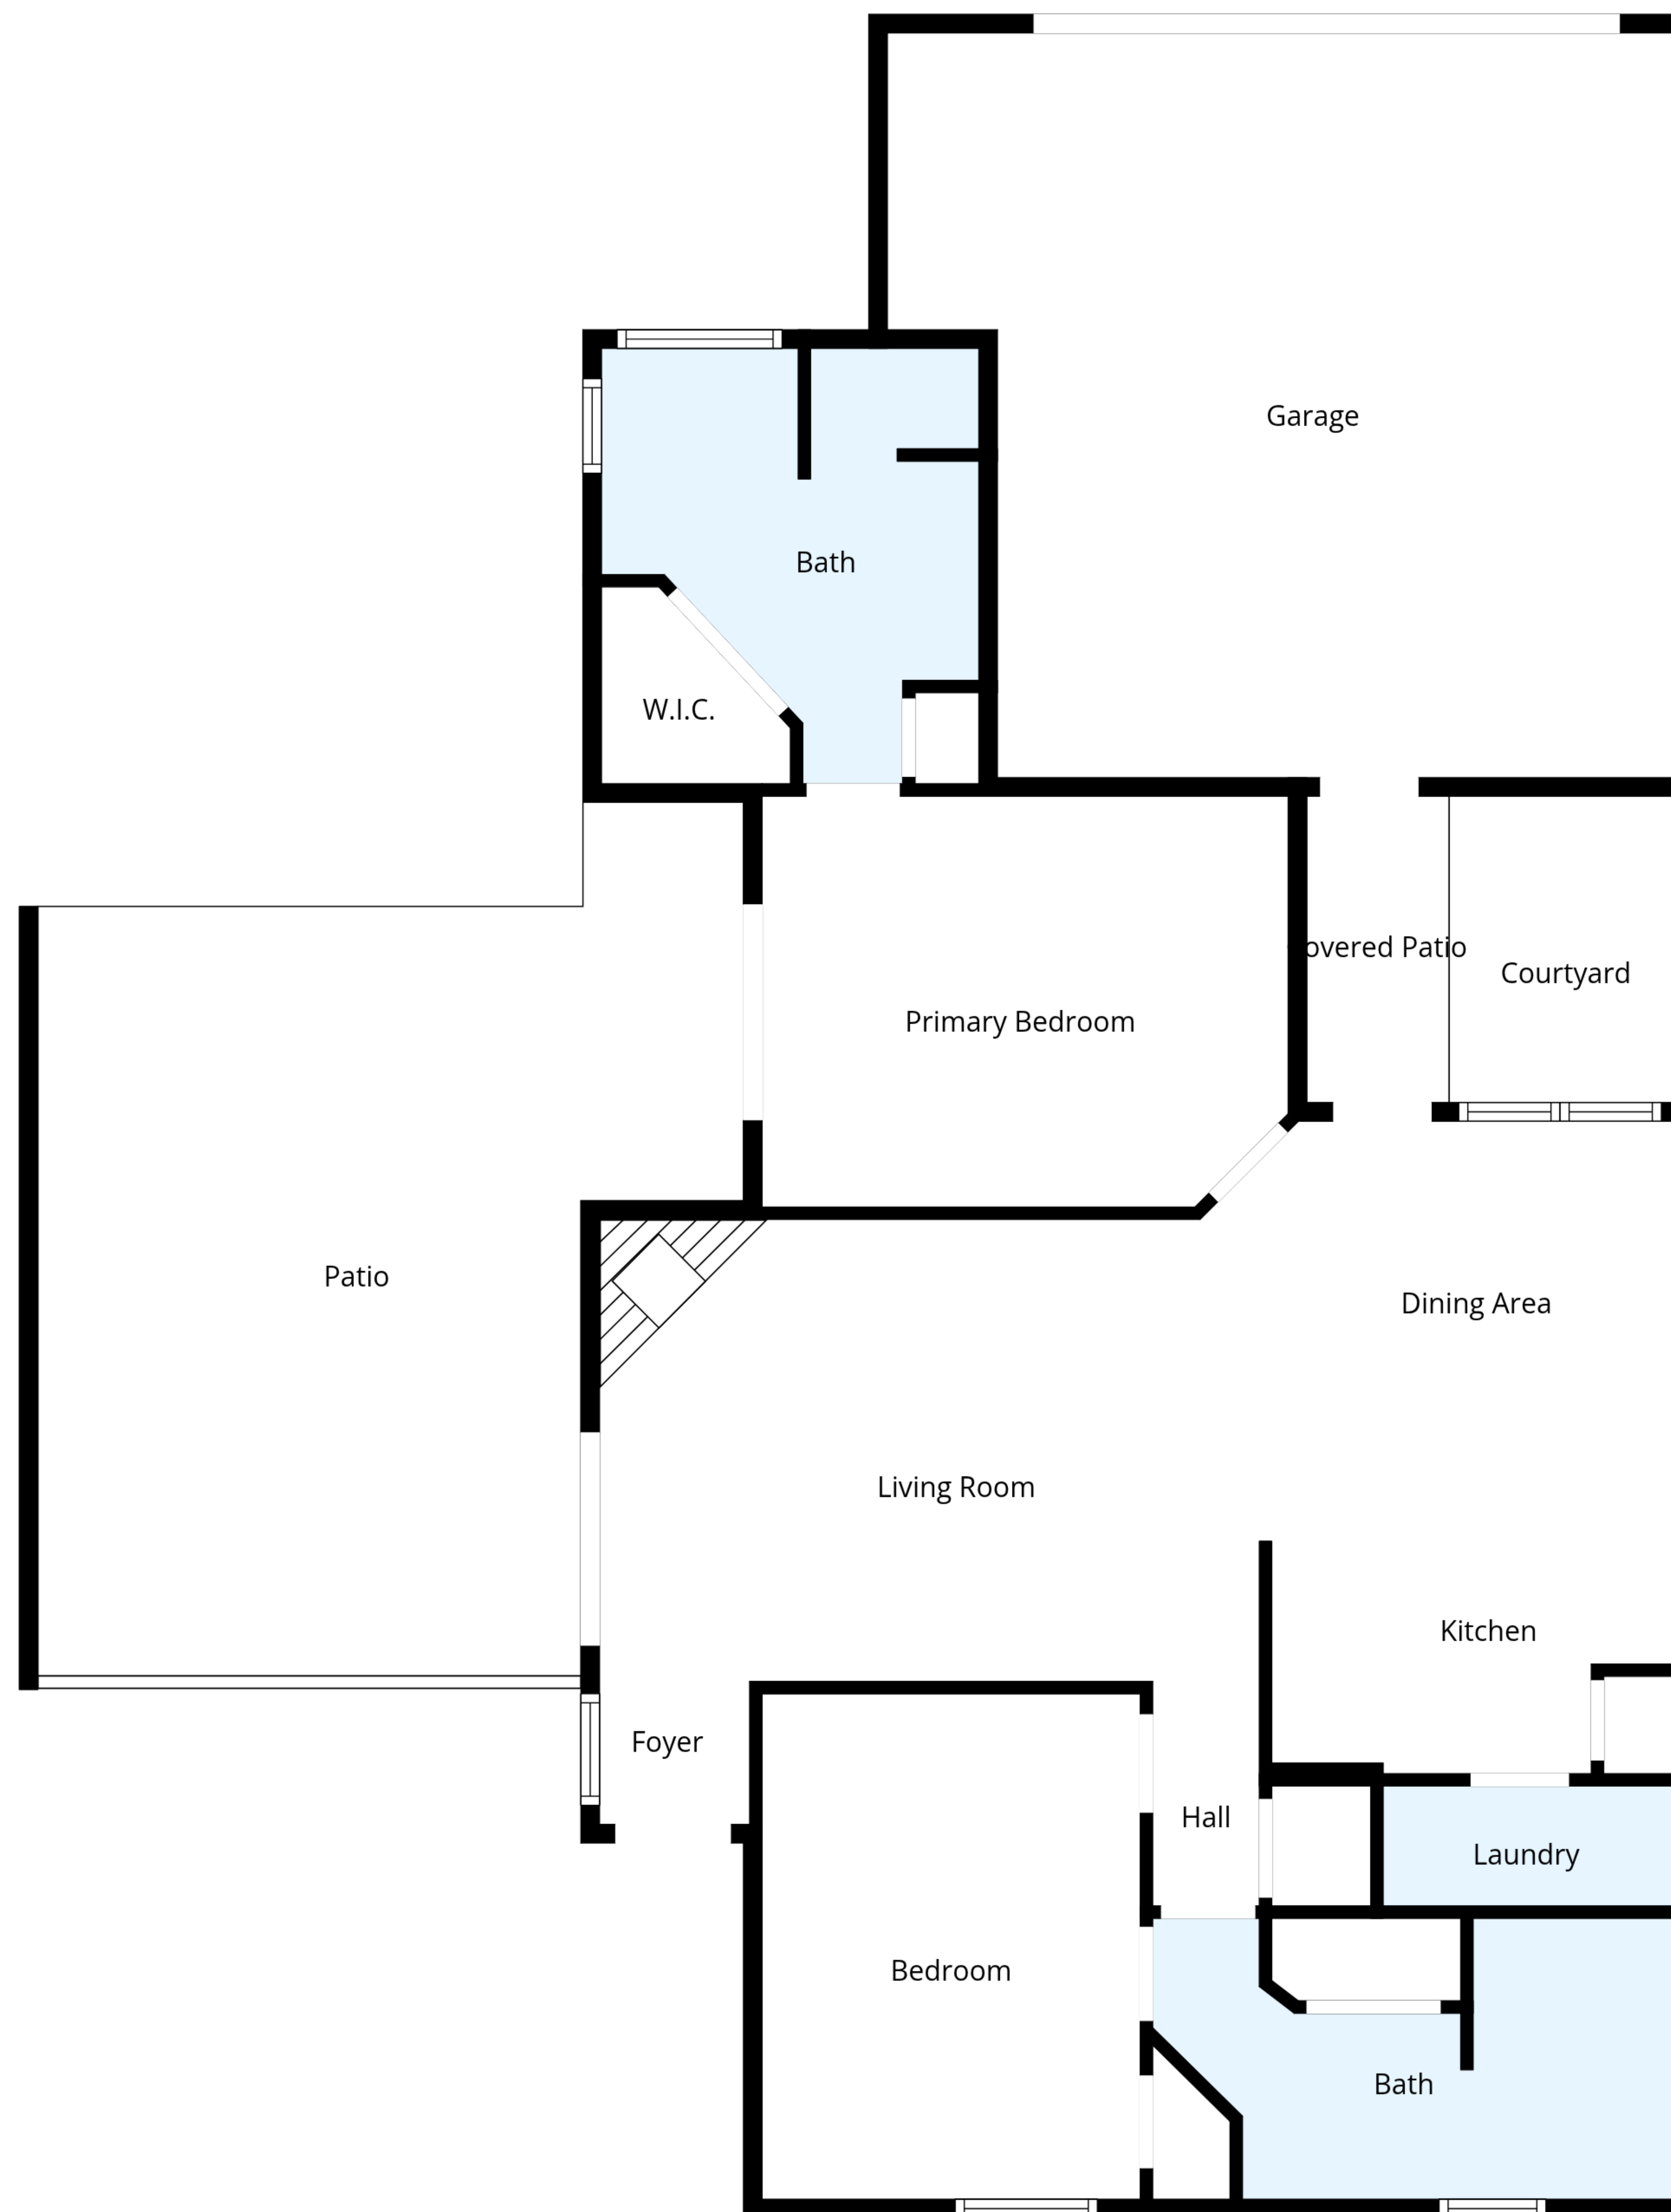 Garage
Bath
W.I.C.
overed Patio
Courtyard
Primary Bedroom
Patio
Dining Area
Living Room
Kitchen
Foyer
Hall
Laundry
Bedroom
Bath